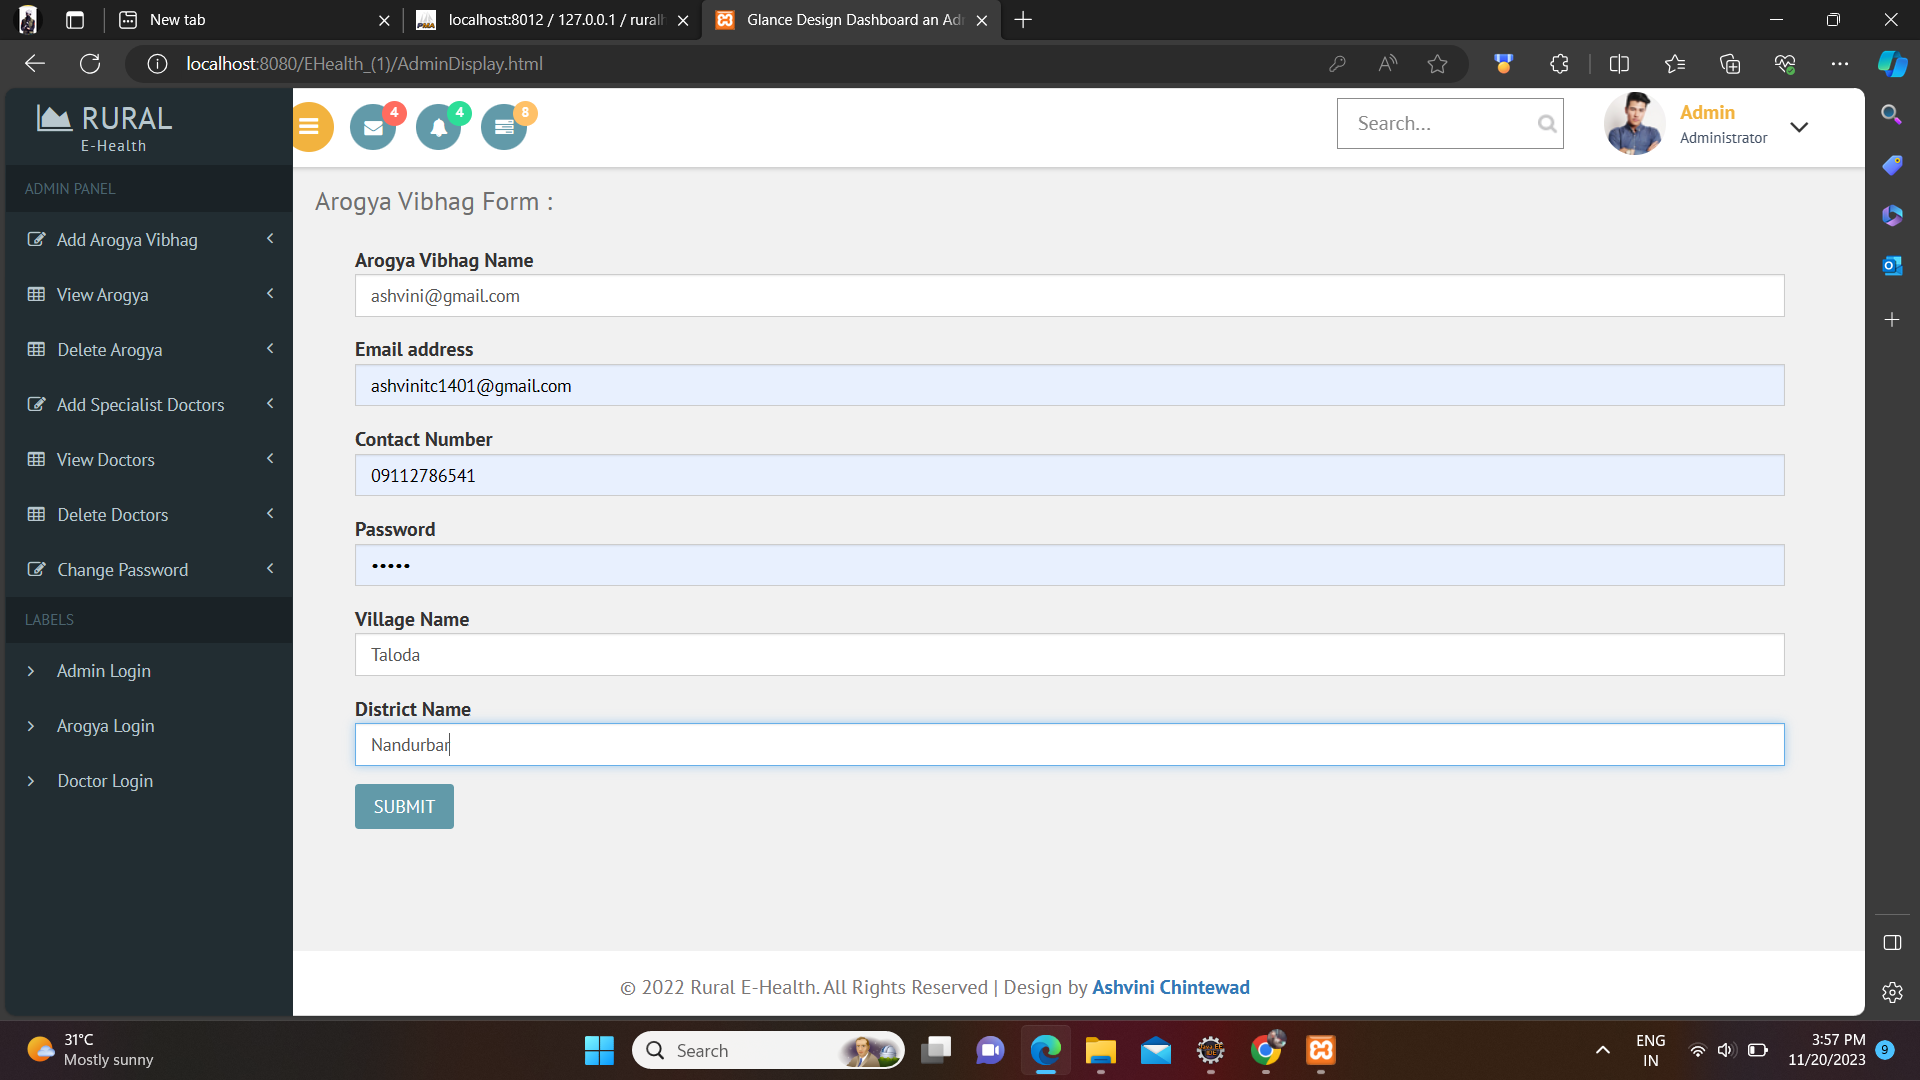 New tab
localhost:8012 / 127.0.0.1 / ruralh
Glance Design Dashboard an Adm
localhost:8080/EHealth_(1)/AdminDisplay.html
RURAL
E-Health
4
4
8
Search...
Admin
Administrator
ADMIN PANEL
Add Arogya Vibhag
View Arogya
Delete Arogya
Add Specialist Doctors
View Doctors
Delete Doctors
Change Password
LABELS
Admin Login
Arogya Login
Doctor Login
Arogya Vibhag Form :
Arogya Vibhag Name
ashvini@gmail.com
Email address
ashvinitc1401@gmail.com
Contact Number
09112786541
Password
•••••
Village Name
Taloda
District Name
Nandurbar
SUBMIT
© 2022 Rural E-Health. All Rights Reserved | Design by Ashvini Chintewad
31°C
Mostly sunny
Search
ENG
IN
3:57 PM
11/20/2023
9